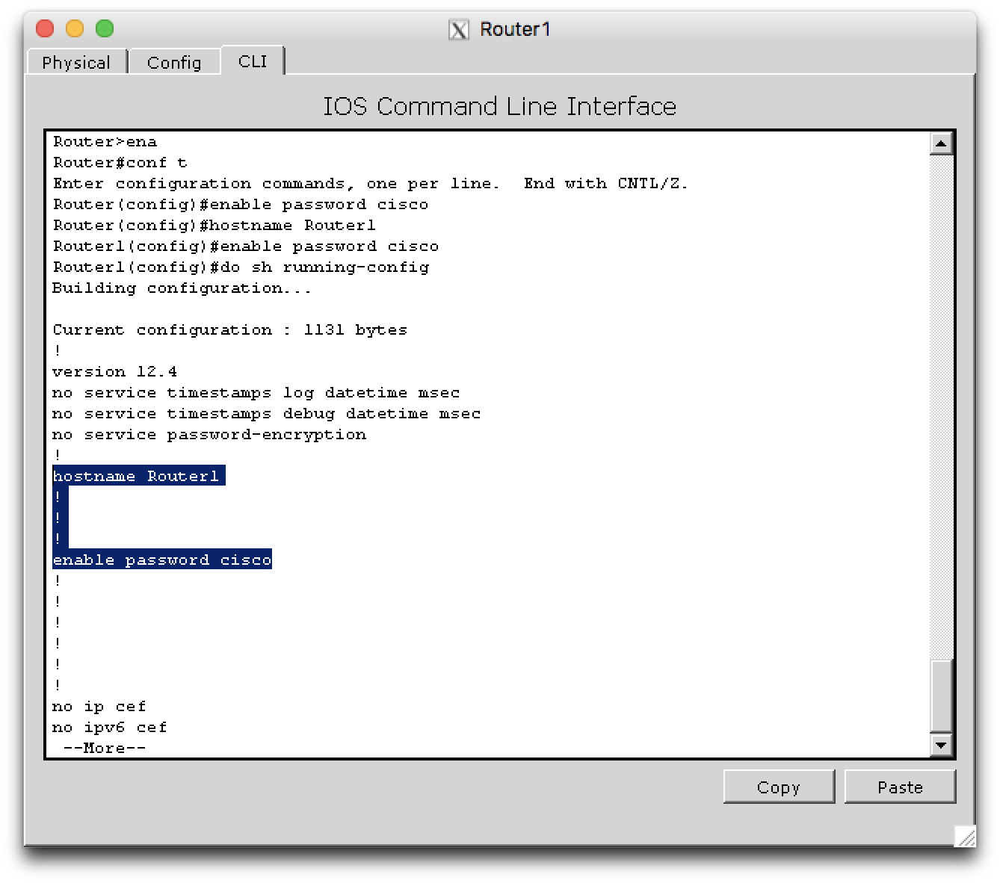 Router1
Physical
Config
CLI
IOS Command Line Interface
Router>ena
Router#conf t
Enter configuration commands, one per line.  End with CNTL/Z.
Router(config)#enable password cisco
Router(config)#hostname Router1
Router1(config)#enable password cisco
Router1(config)#do sh running-config
Building configuration...
Current configuration : 1131 bytes
!
version 12.4
no service timestamps log datetime msec
no service timestamps debug datetime msec
no service password-encryption
!
hostname Router1
!
!
!
enable password cisco
!
!
!
!
!
!
no ip cef
no ipv6 cef
--More--
Copy
Paste